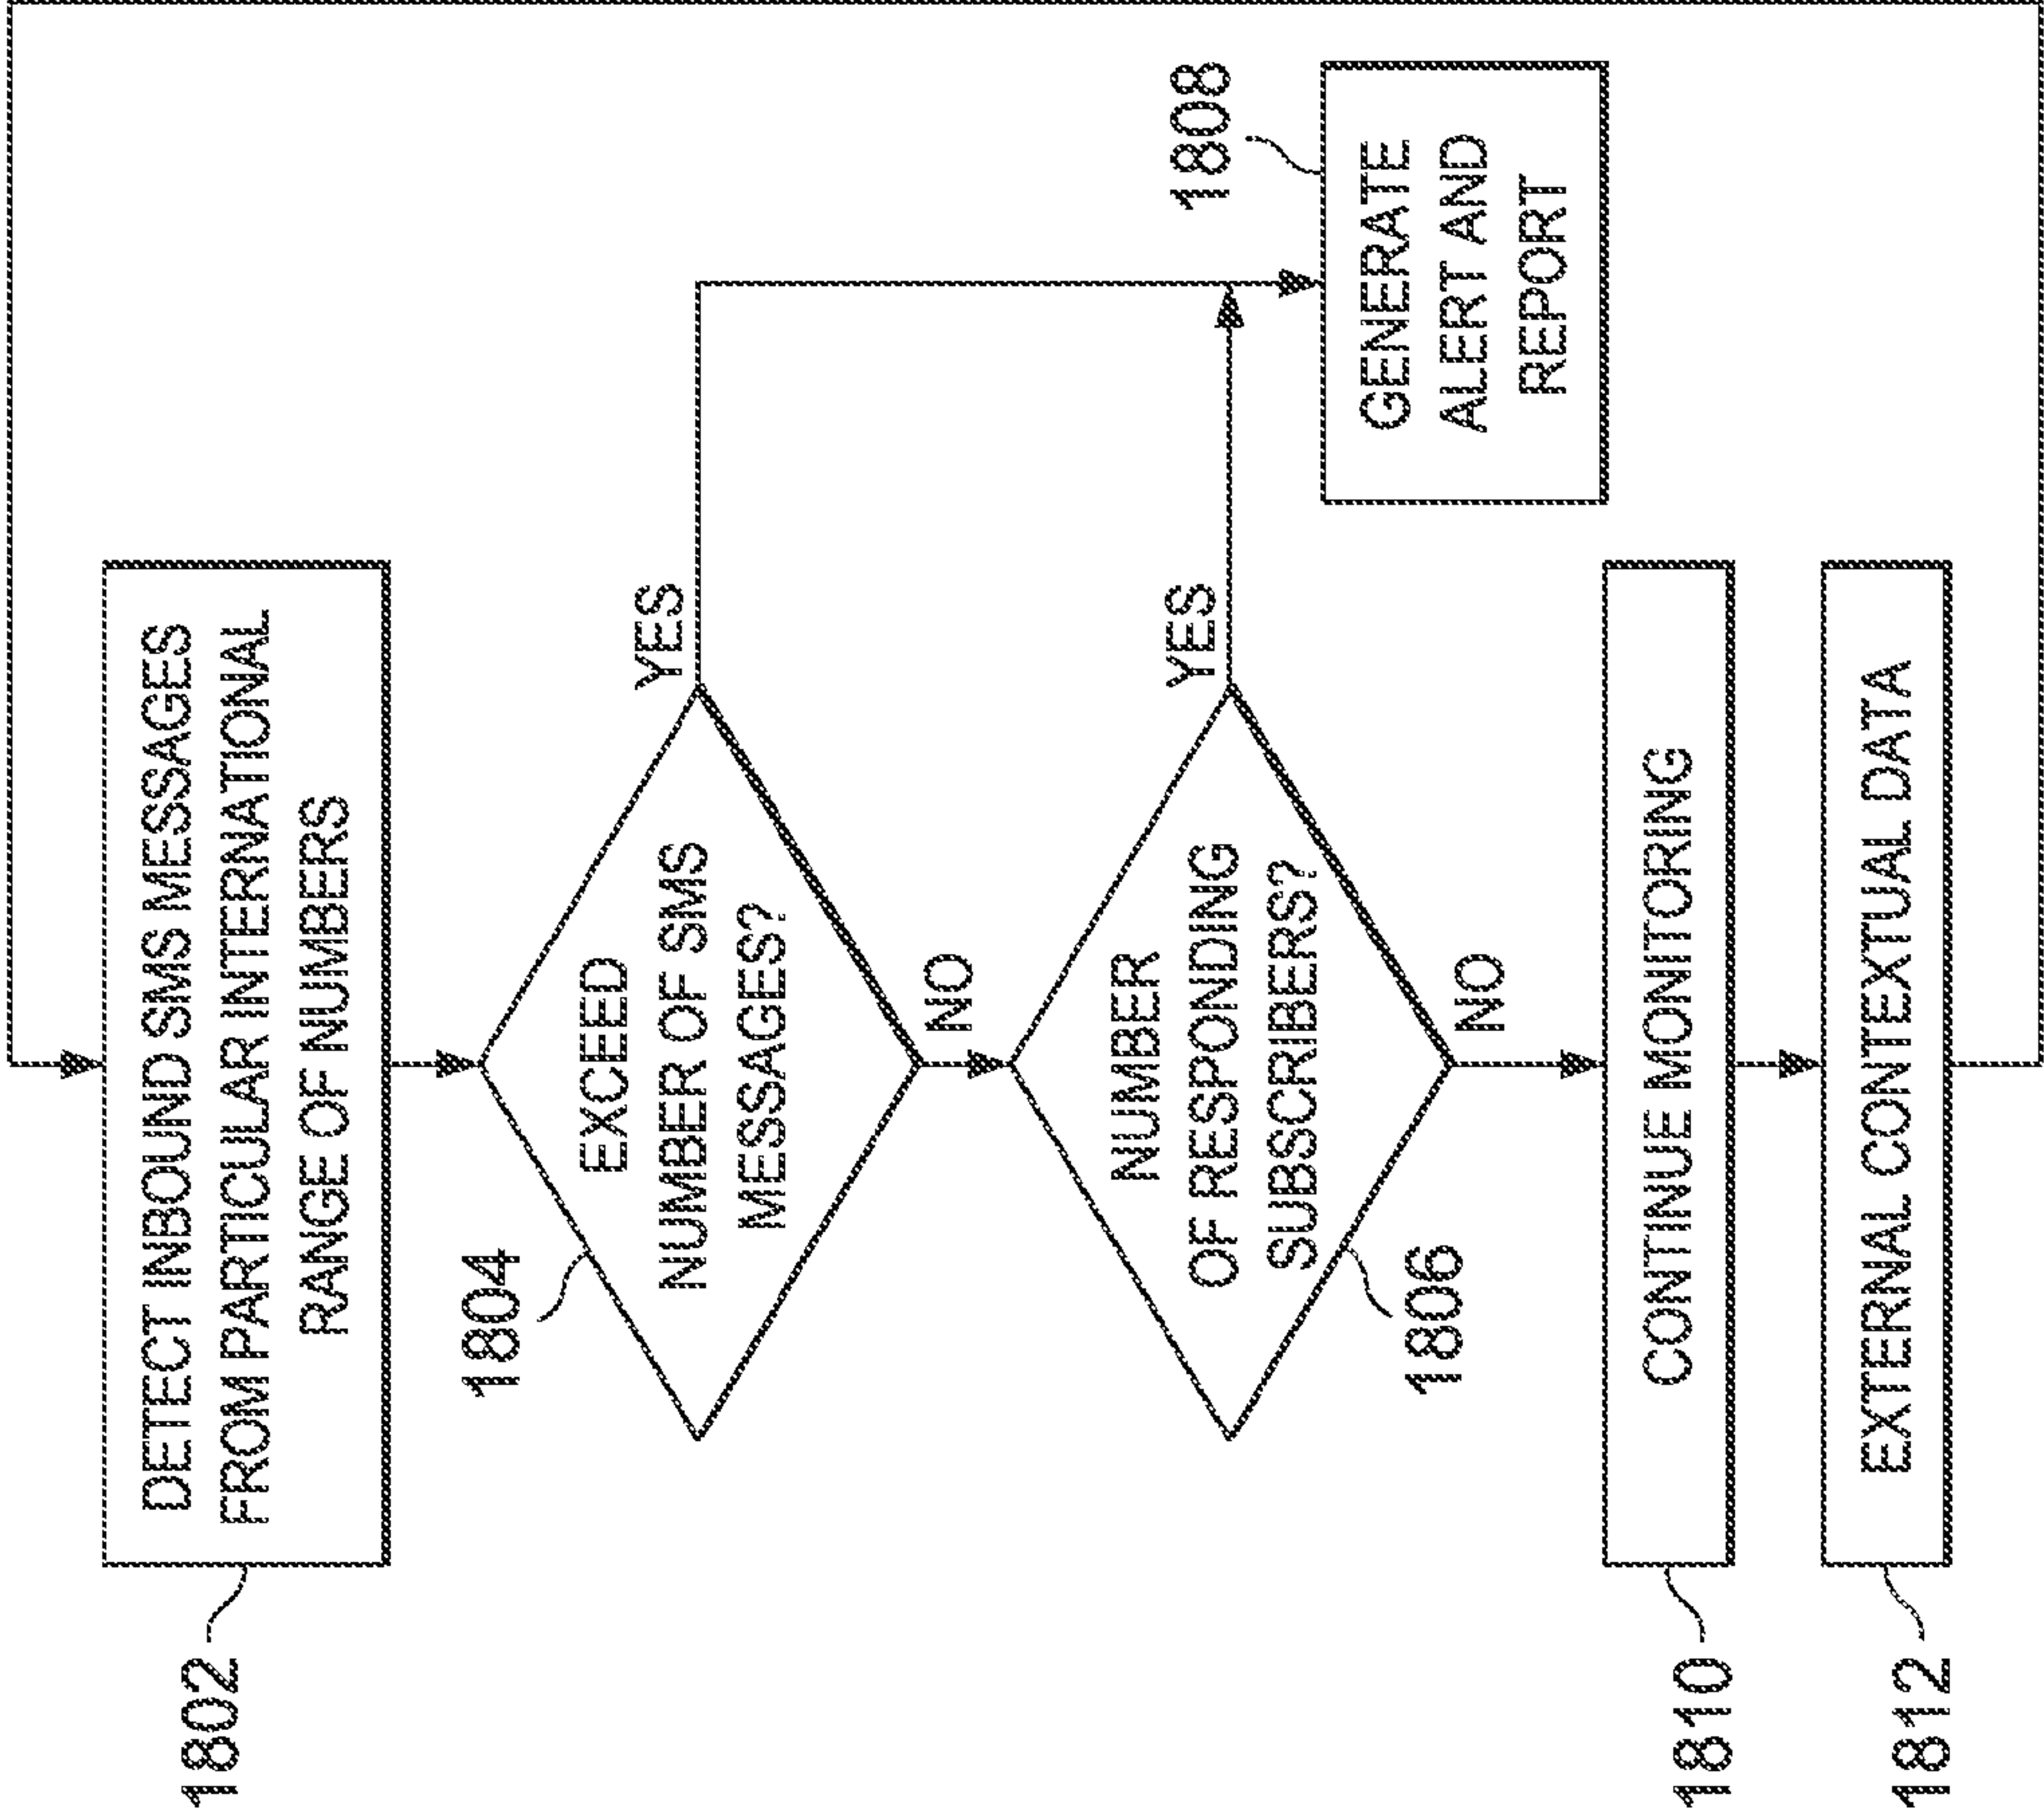 1802
DETECT INBOUND SMS MESSAGES
FROM PARTICULAR INTERNATIONAL
RANGE OF NUMBERS
1804
EXCEED
NUMBER OF SMS
MESSAGES?
YES
NO
1806
NUMBER
OF RESPONDING
SUBSCRIBERS?
YES
NO
1808
GENERATE
ALERT AND
REPORT
1810
CONTINUE MONITORING
1812
EXTERNAL CONTEXTUAL DATA